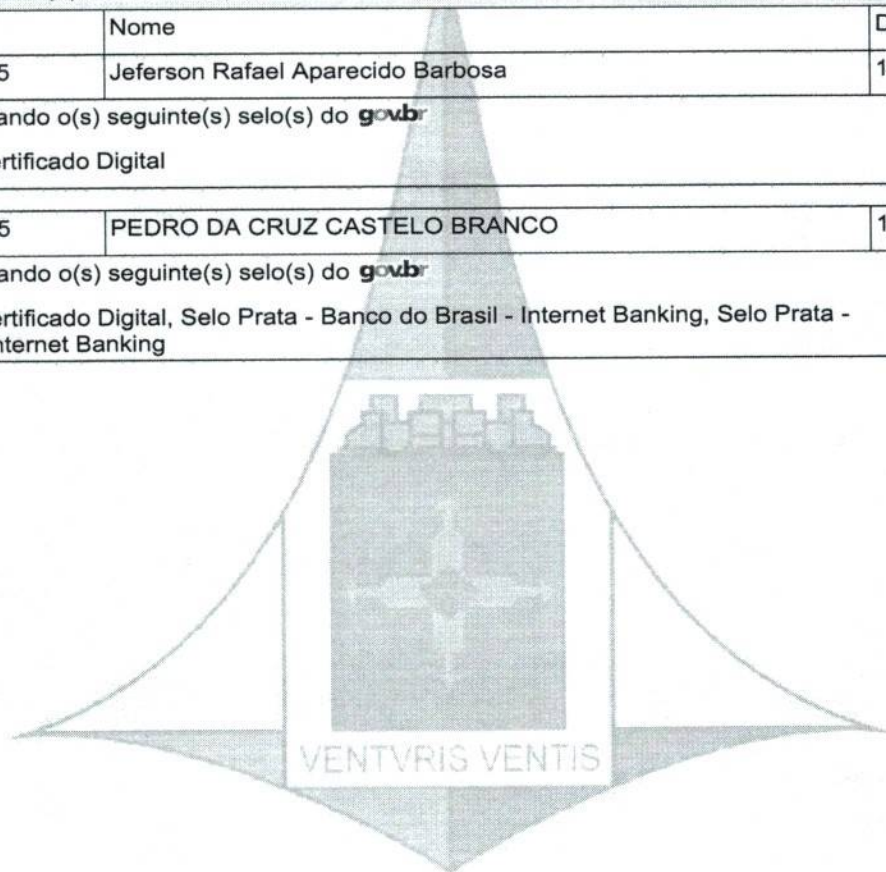 Nome
5 Jeferson Rafael Aparecido Barbosa 1
ando o(s) seguinte(s) selo(s) do gov.br
ertificado Digital
5 PEDRO DA CRUZ CASTELO BRANCO 1
ando o(s) seguinte(s) selo(s) do gov.br
ertificado Digital, Selo Prata - Banco do Brasil - Internet Banking, Selo Prata -
nternet Banking
VENTVRIS VENTIS